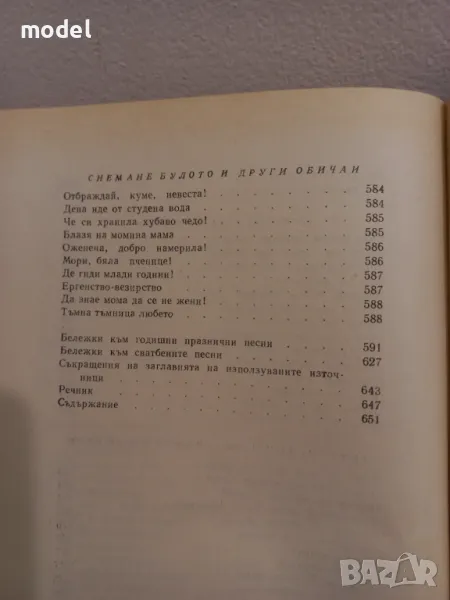 model
СНЕМАНЕ БУЛОТО И ДРУГИ ОБИЧАИ
Отбраждай, куме, невеста! 584
Дена иде от студена вода 584
Че си хранила хубаво чедо! 585
Блазя на момина мама 585
Оженеча, добро намерила! 586
Мори, бяла пченице! 586
Де гиди млади години! 587
Ергенство-везирство 587
Да знае мома да се не жени! 588
Тъмна тъмница любето 588
Бележки към годишни празнични песни 591
Бележки към сватбените песни 627
Съкращения на заглавията на използуваните източ-
ници 643
Речник 647
Съдържание 651
BAZAR